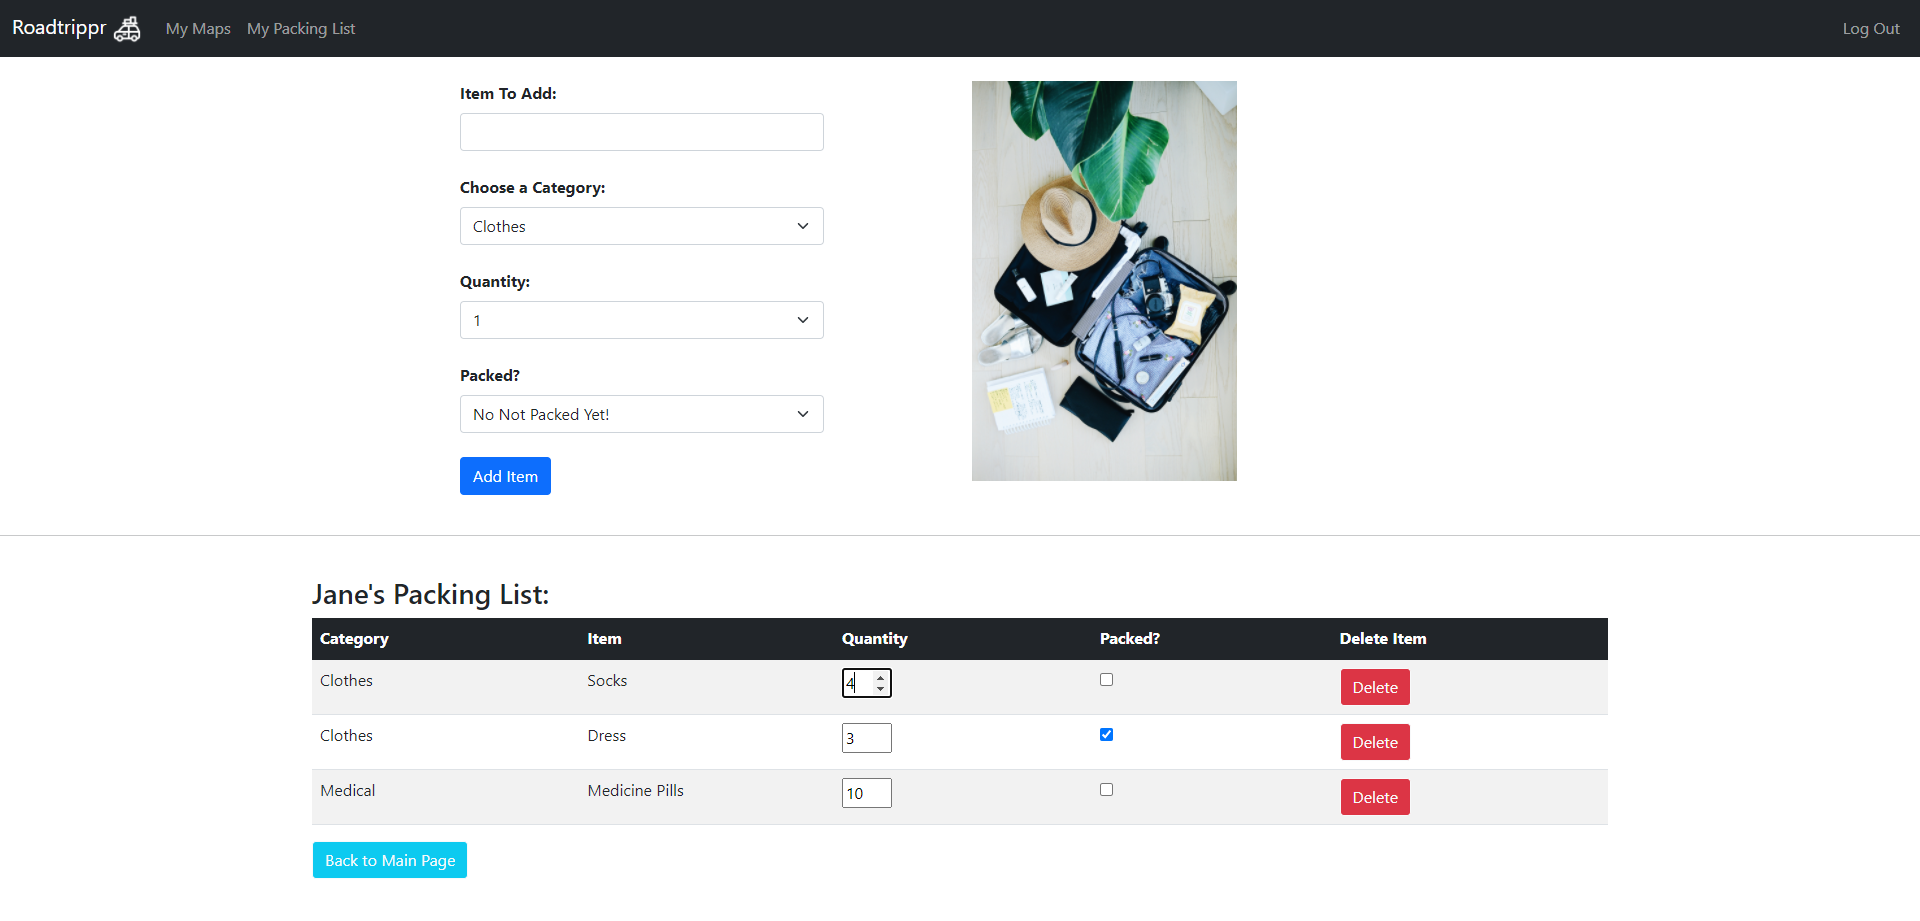 Roadtrippr My Maps My Packing List Log Out
Item To Add:
Choose a Category:
Clothes
Quantity:
1
Packed?
No Not Packed Yet!
Add Item
Jane's Packing List:
Category Item Quantity Packed? Delete Item
Clothes Socks 4 Delete
Clothes Dress 3 Delete
Medical Medicine Pills 10 Delete
Back to Main Page